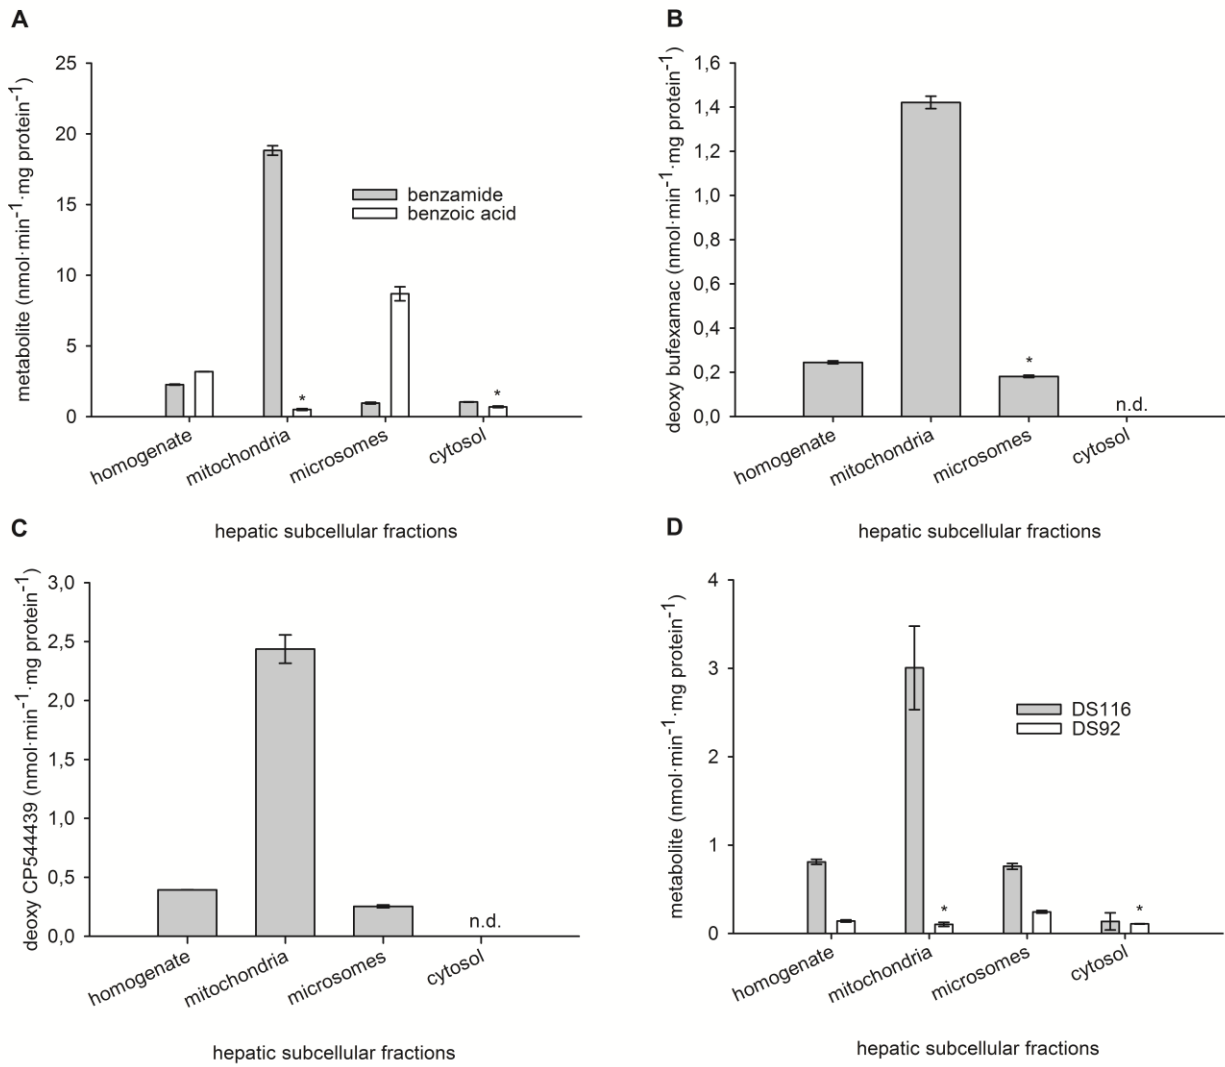 A
metabolite (nmol·min⁻¹·mg protein⁻¹)
25
20
15
10
5
0
benzamide
benzoic acid
*
*
homogenate
mitochondria
microsomes
cytosol
hepatic subcellular fractions
B
deoxy bufexamac (nmol·min⁻¹·mg protein⁻¹)
1,6
1,4
1,2
1,0
0,8
0,6
0,4
0,2
0,0
*
n.d.
homogenate
mitochondria
microsomes
cytosol
hepatic subcellular fractions
C
deoxy CP544439 (nmol·min⁻¹·mg protein⁻¹)
3,0
2,5
2,0
1,5
1,0
0,5
0,0
n.d.
homogenate
mitochondria
microsomes
cytosol
hepatic subcellular fractions
D
metabolite (nmol·min⁻¹·mg protein⁻¹)
4
3
2
1
0
DS116
DS92
*
*
homogenate
mitochondria
microsomes
cytosol
hepatic subcellular fractions